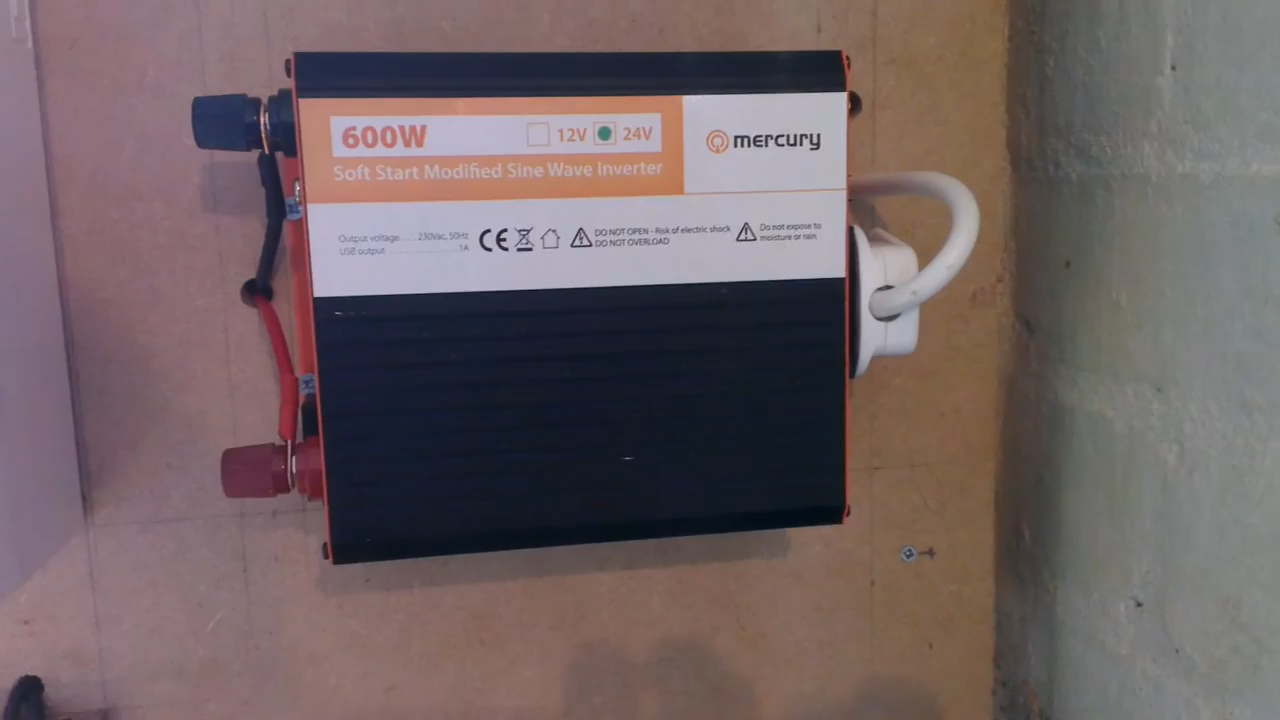 600W
12V 24V
mercury
Soft Start Modified Sine Wave Inverter
Output voltage.....230Vac, 50Hz
USB output ......................1A
CE
DO NOT OPEN - Risk of electric shock
DO NOT OVERLOAD
Do not expose to
moisture or rain